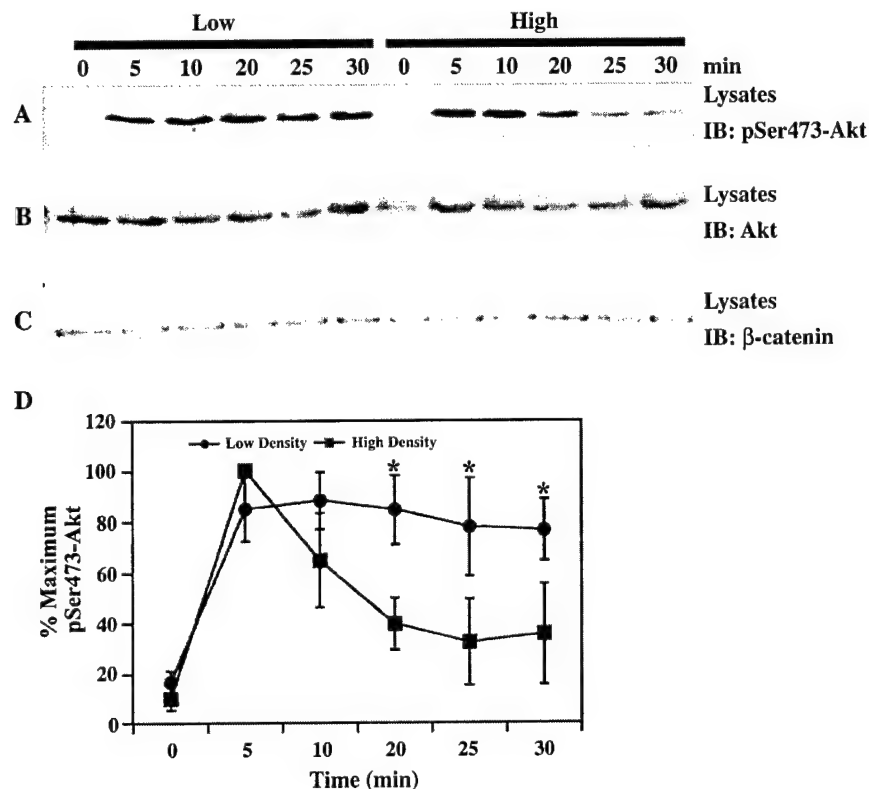 Low High
0 5 10 20 25 30 0 5 10 20 25 30 min
A Lysates
IB: pSer473-Akt
B Lysates
IB: Akt
C Lysates
IB: β-catenin
D
120
100
80
60
40
20
0
% Maximum
pSer473-Akt
Low Density High Density
* * *
0 5 10 20 25 30
Time (min)